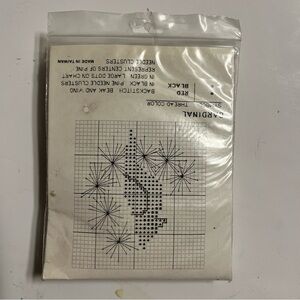 CARDINAL
THREAD COLOR
RED
BLACK
BACKSTITCH BEAK AND
IN BLACK PINE NEEDLE CLUSTERS
IN GREEN LARGE DOTS ON CHART
REPRESENT CENTERS OF PINE
NEEDLE CLUSTERS
MADE IN TAIWAN